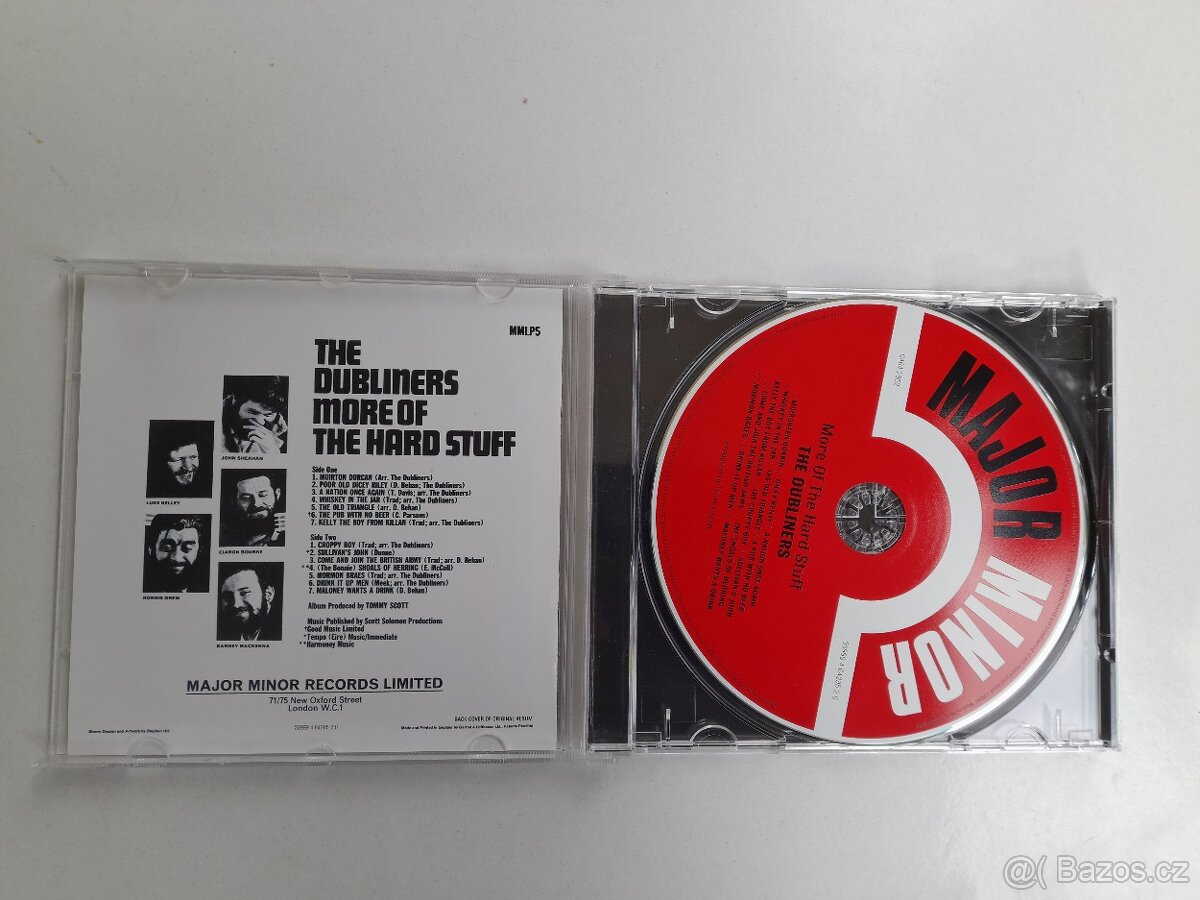 MMLP5
THE
DUBLINERS
MORE OF
THE HARD STUFF
JOHN SHEAHAN
LUKE KELLEY
CIARON BOURKE
RONNIE DREW
BARNEY MACKENNA
Side One
1. MUIRTON DURCAN (Arr. The Dubliners)
2. POOR OLD DICEY RILEY (D. Behan; The Dubliners)
3. A NATION ONCE AGAIN (T. Davis; arr. The Dubliners)
4. WHISKEY IN THE JAR (Trad; arr. The Dubliners)
5. THE OLD TRIANGLE (arr. D. Behan)
*6. THE PUB WITH NO BEER (C. Parsons)
7. KELLY THE BOY FROM KILLAN (Trad; arr. The Dubliners)
Side Two
1. CROPPY BOY (Trad; arr. The Dubliners)
*2. SULLIVAN'S JOHN (Dunne)
3. COME AND JOIN THE BRITISH ARMY (Trad; arr. D. Behan)
**4. (The Bonnie) SHOALS OF HERRING (E. McColl)
5. MORMON BRAES (Trad; arr. The Dubliners)
6. DRINK IT UP MEN (Meek; arr. The Dubliners)
7. MALONEY WANTS A DRINK (D. Behan)
Album Produced by TOMMY SCOTT
Music Published by Scott Solomon Productions
*Good Music Limited
*Tempo (Eire) Music/Immediate
**Harmoney Music
MAJOR MINOR RECORDS LIMITED
71/75 New Oxford Street
London W.C.1
BACK COVER OF ORIGINAL ALBUM
Sleeve Design and Artwork by Stephen Hill
MAJOR MINOR
More Of The Hard Stuff
THE DUBLINERS
@( Bazos.cz